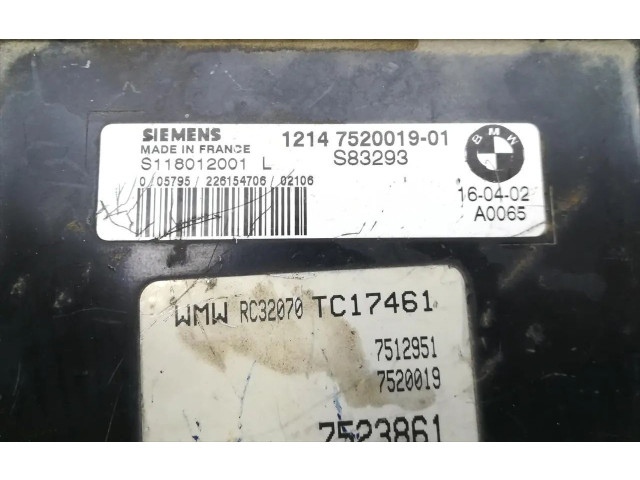 SIEMENS 1214 7520019-01 BMW
MADE IN FRANCE
S118012001 L S83293
0 / 05795 / 226154706 / 02106 16-04-02
A0065
WMW RC32070 TC17461
7512951
7520019
7523861